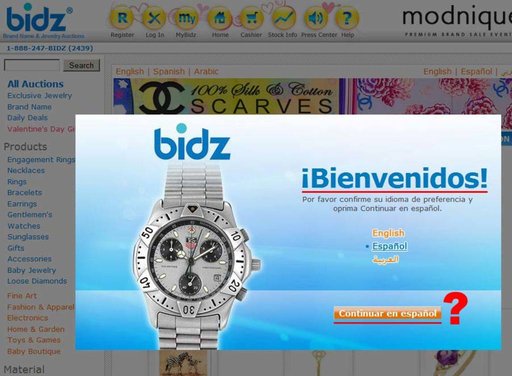 bidz®
Brand Name & Jewelry Auctions
Register
Log In
MyBidz
my
Home
Cashier
Stock Info
Press Center
Help
modnique
PREMIUM BRAND SALE EVENT
1-888-247-BIDZ (2439)
Search
English | Spanish | Arabic
English | Español |
All Auctions
Exclusive Jewelry
Brand Name
Daily Deals
Valentine's Day
Products
Engagement Rings
Necklaces
Rings
Bracelets
Earrings
Gentlemen's
Watches
Sunglasses
Gifts
Accessories
Baby Jewelry
Loose Diamonds
Fine Art
Fashion & Apparel
Electronics
Home & Garden
Toys & Games
Baby Boutique
Material
100% Silk & Cotton
SCARVES
bidz
¡Bienvenidos!
Por favor confirme su idioma de preferencia y
oprima Continuar en español.
English
• Español
العربية
Continuar en español
?